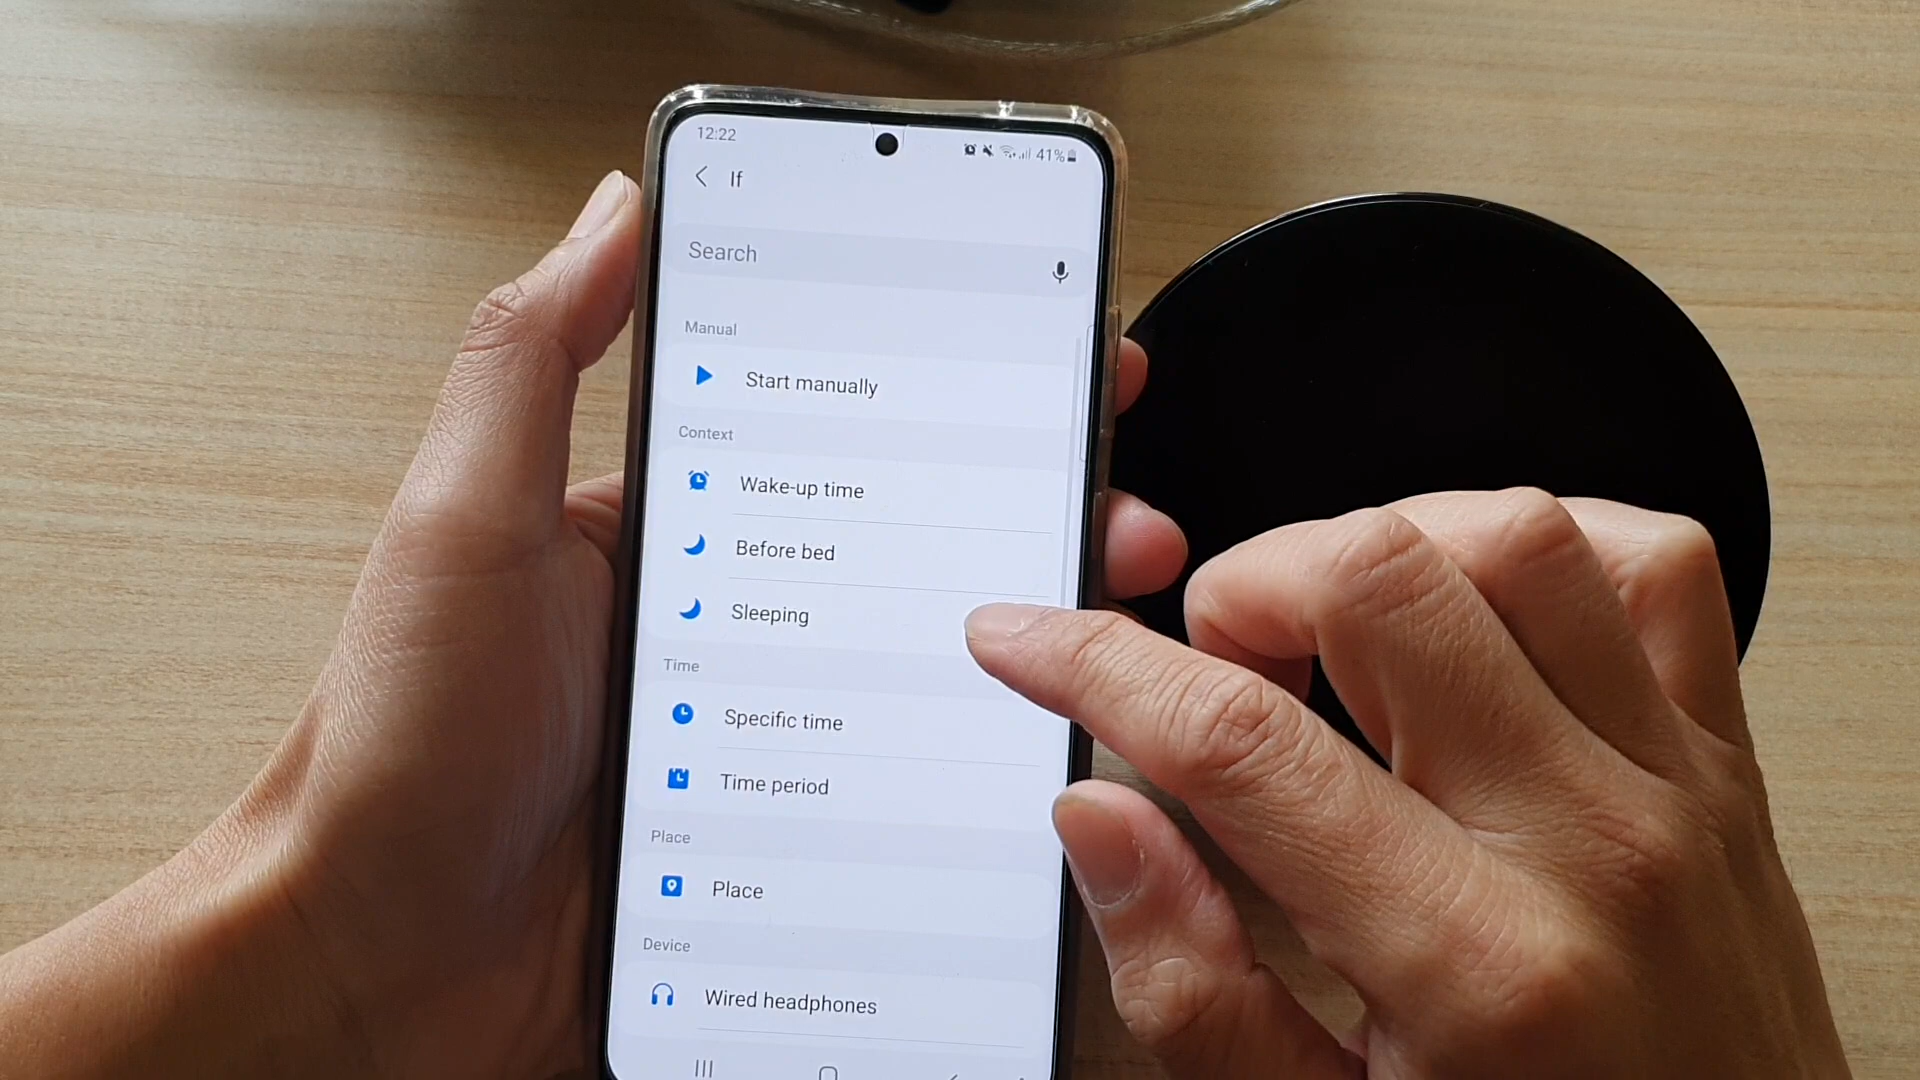 12:22
41%
If
Search
Manual
Start manually
Context
Wake-up time
Before bed
Sleeping
Time
Specific time
Time period
Place
Place
Device
Wired headphones